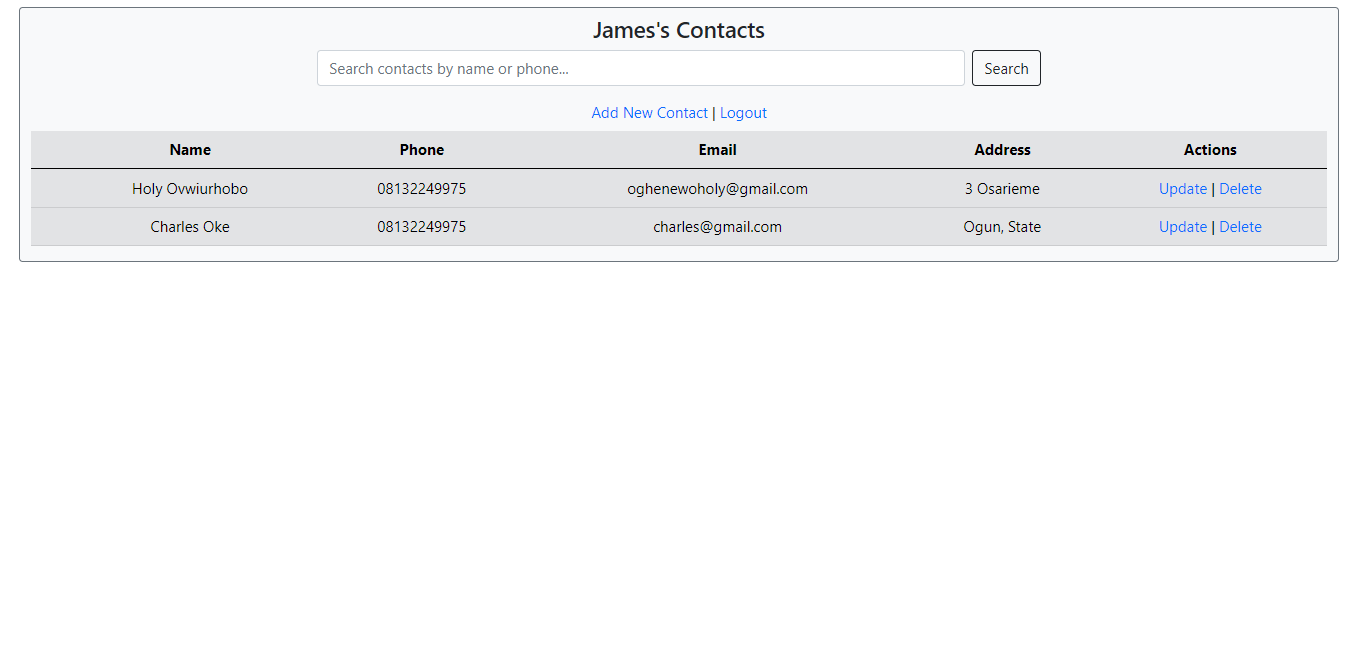 James's Contacts
Search contacts by name or phone... Search
Add New Contact | Logout
Name Phone Email Address Actions
Holy Ovwiurhobo 08132249975 oghenewoholy@gmail.com 3 Osarieme Update | Delete
Charles Oke 08132249975 charles@gmail.com Ogun, State Update | Delete